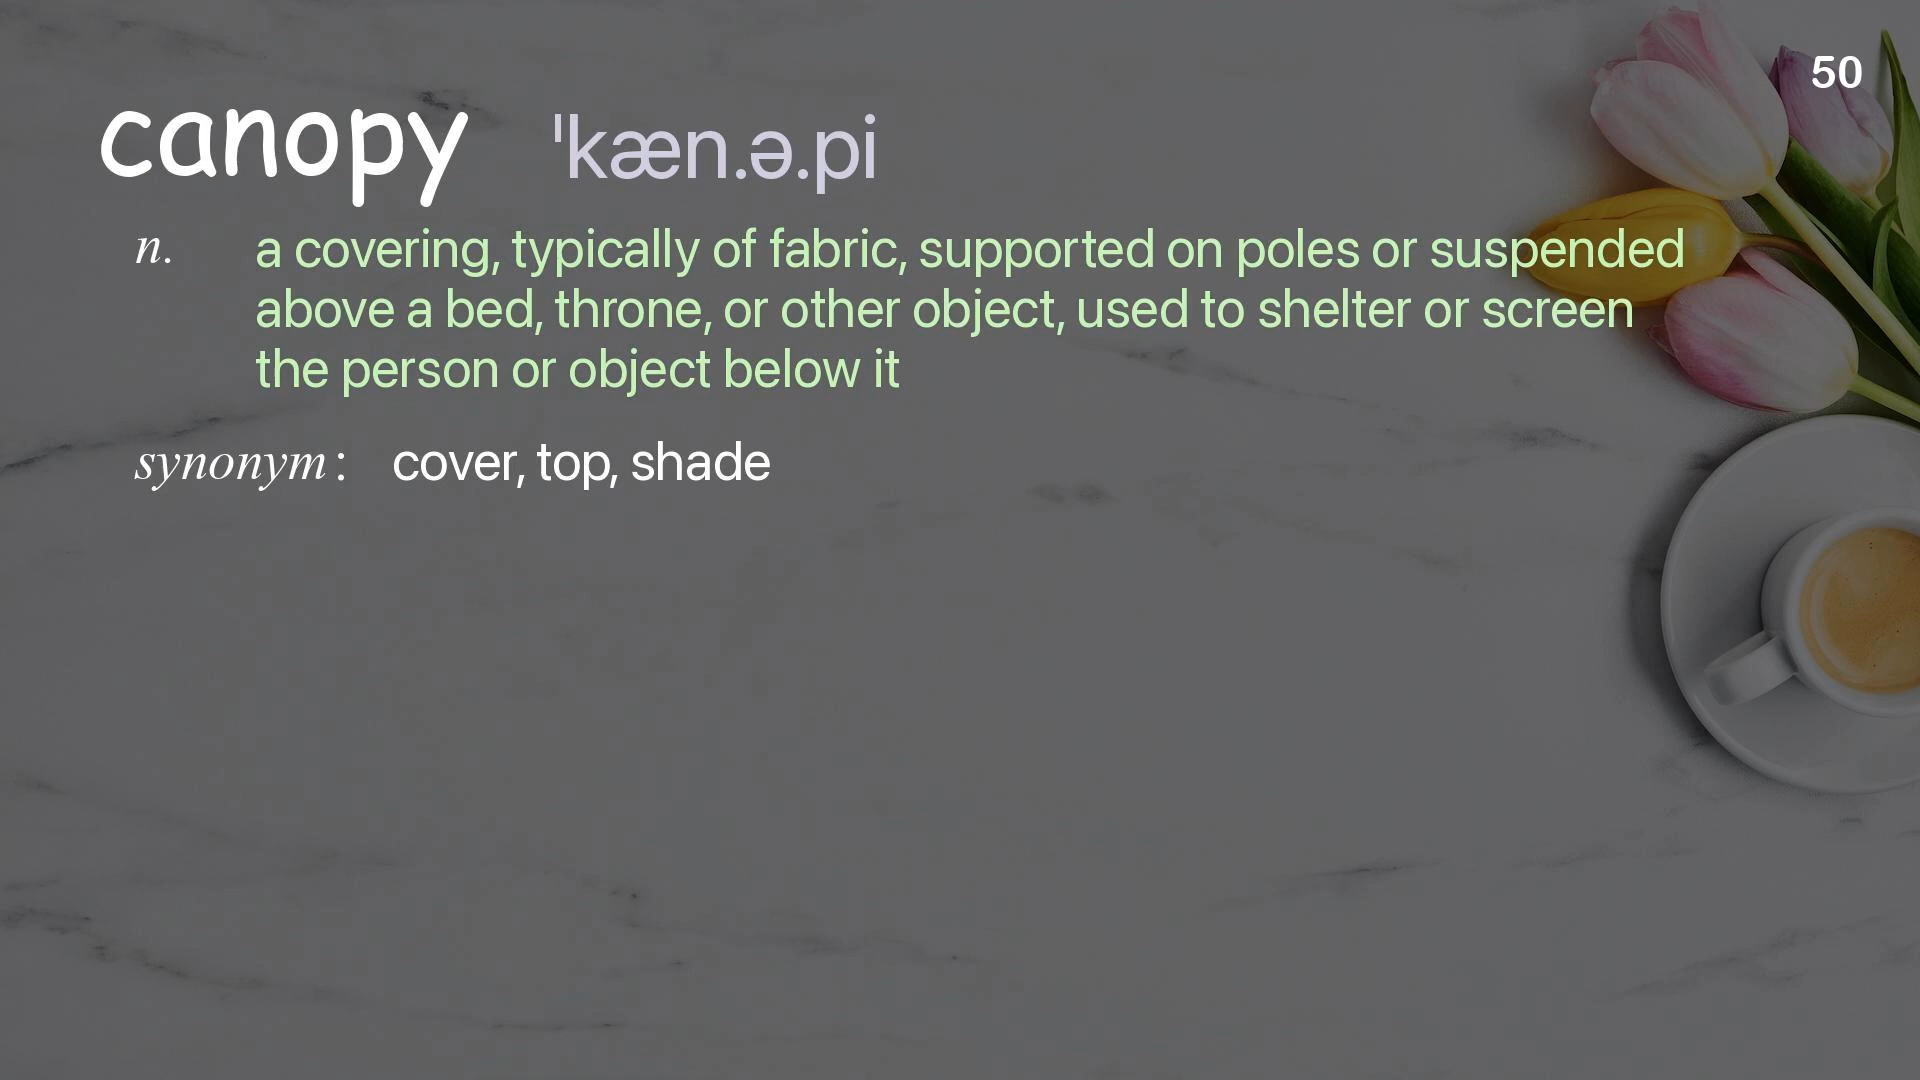 50
canopy ˈkæn.ə.pi
n. a covering, typically of fabric, supported on poles or suspended
above a bed, throne, or other object, used to shelter or screen
the person or object below it
synonym: cover, top, shade